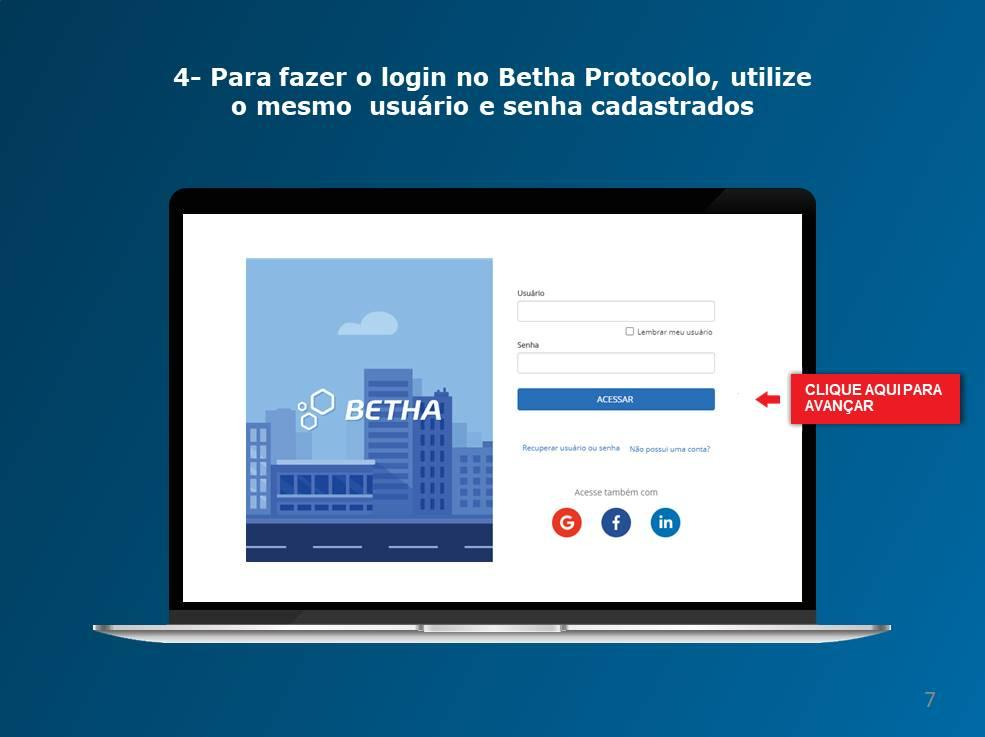 4- Para fazer o login no Betha Protocolo, utilize
o mesmo usuário e senha cadastrados
Usuário
Lembrar meu usuário
Senha
BETHA
ACESSAR
CLIQUE AQUI PARA
AVANÇAR
Recuperar usuário ou senha
Não possui uma conta?
Acesse também com
G
f
in
7